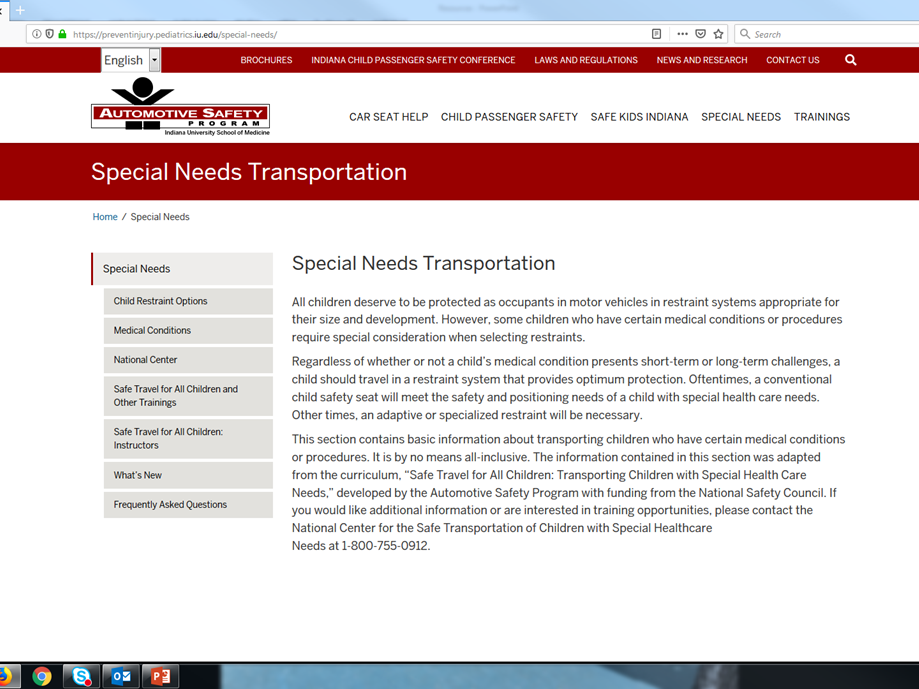 https://preventinjury.pediatrics.iu.edu/special-needs/
Search
English
BROCHURES
INDIANA CHILD PASSENGER SAFETY CONFERENCE
LAWS AND REGULATIONS
NEWS AND RESEARCH
CONTACT US
AUTOMOTIVE SAFETY
PROGRAM
Indiana University School of Medicine
CAR SEAT HELP
CHILD PASSENGER SAFETY
SAFE KIDS INDIANA
SPECIAL NEEDS
TRAININGS
Special Needs Transportation
Home / Special Needs
Special Needs
Child Restraint Options
Medical Conditions
National Center
Safe Travel for All Children and
Other Trainings
Safe Travel for All Children:
Instructors
What's New
Frequently Asked Questions
Special Needs Transportation
All children deserve to be protected as occupants in motor vehicles in restraint systems appropriate for
their size and development. However, some children who have certain medical conditions or procedures
require special consideration when selecting restraints.
Regardless of whether or not a child's medical condition presents short-term or long-term challenges, a
child should travel in a restraint system that provides optimum protection. Oftentimes, a conventional
child safety seat will meet the safety and positioning needs of a child with special health care needs.
Other times, an adaptive or specialized restraint will be necessary.
This section contains basic information about transporting children who have certain medical conditions
or procedures. It is by no means all-inclusive. The information contained in this section was adapted
from the curriculum, “Safe Travel for All Children: Transporting Children with Special Health Care
Needs,” developed by the Automotive Safety Program with funding from the National Safety Council. If
you would like additional information or are interested in training opportunities, please contact the
National Center for the Safe Transportation of Children with Special Healthcare
Needs at 1-800-755-0912.